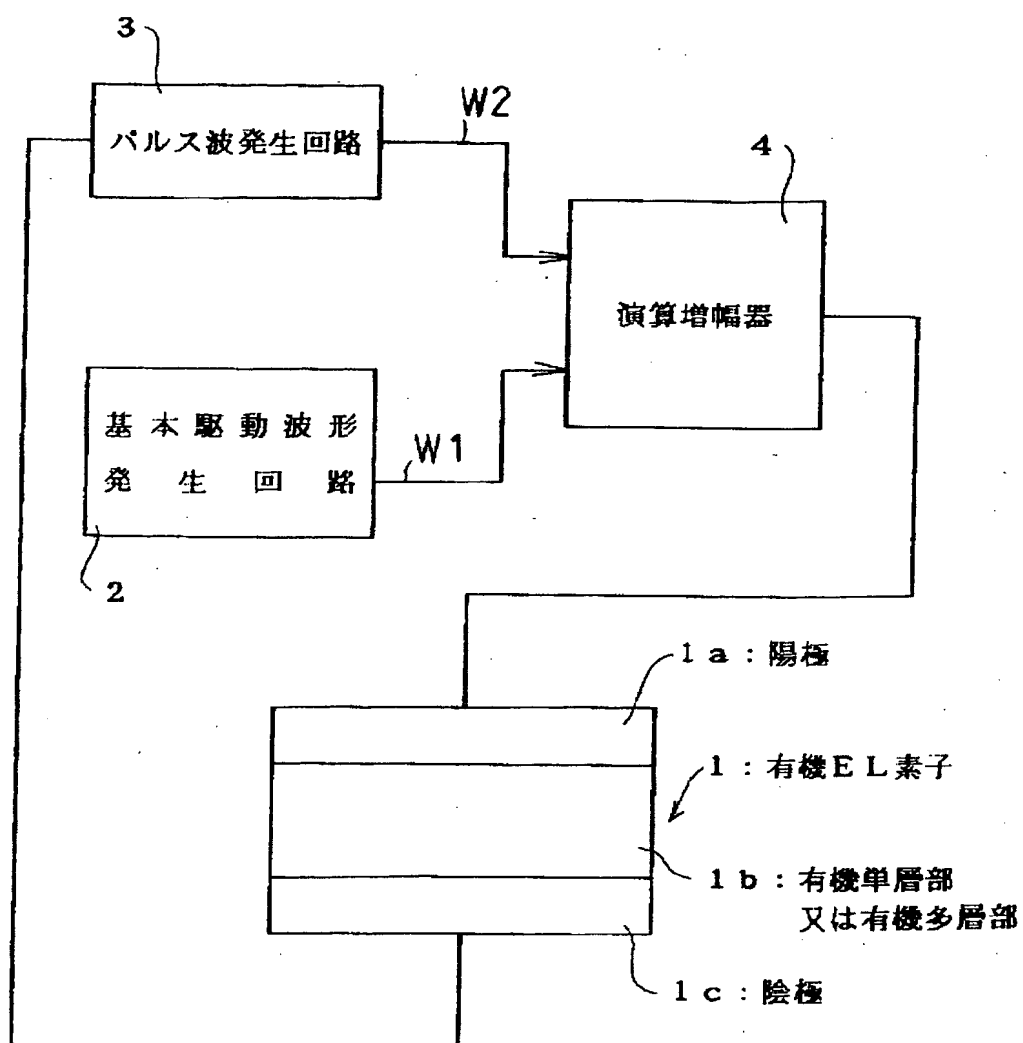 3
パルス波発生回路
W2
4
演算増幅器
基本駆動波形
発生回路
W1
2
1a：陽極
1：有機EL素子
1b：有機単層部
又は有機多層部
1c：陰極